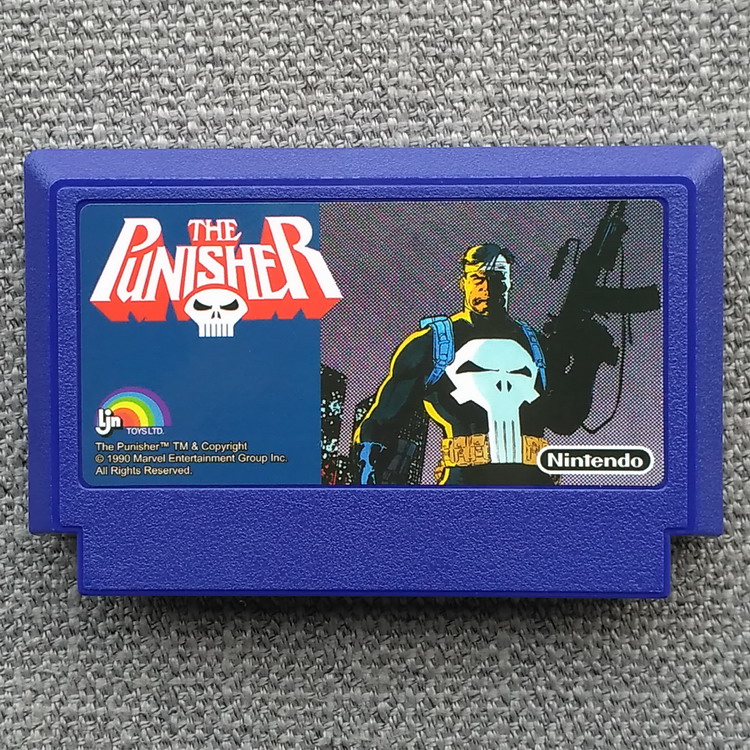 THE
PUNISHER
ljn
TOYS LTD.
The Punisher™ TM & Copyright
© 1990 Marvel Entertainment Group Inc.
All Rights Reserved.
Nintendo